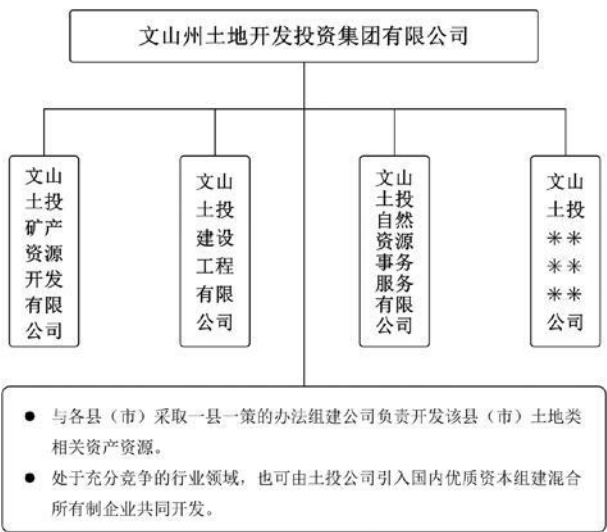 文山州土地开发投资集团有限公司
文山
土投
矿产
资源
开发
有限
公司
文山
土投
建设
工程
有限
公司
文山
土投
自然
资源
事务
服务
有限
公司
文山
土投
＊＊
＊＊
＊＊
公司
● 与各县（市）采取一县一策的办法组建公司负责开发该县（市）土地类
相关资产资源。
● 处于充分竞争的行业领域，也可由土投公司引入国内优质资本组建混合
所有制企业共同开发。